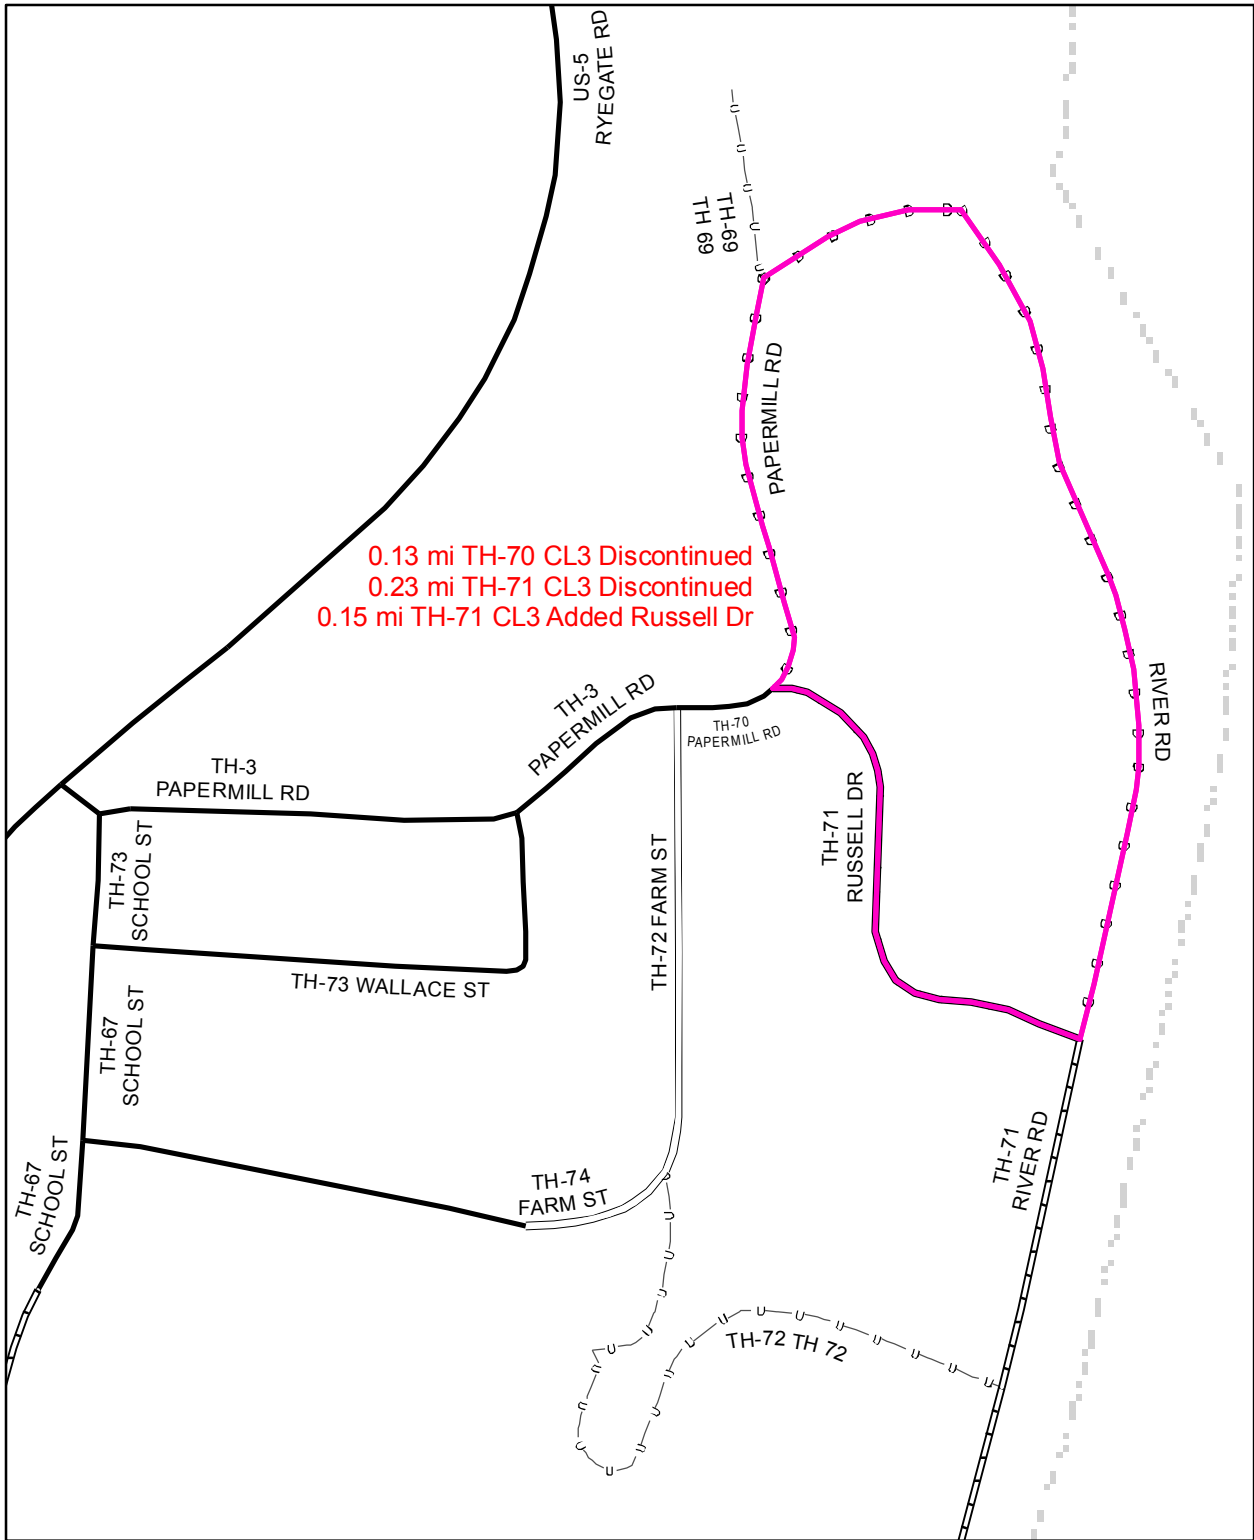 US-5
RYEGATE RD
TH-69
TH 69
PAPERMILL RD
0.13 mi TH-70 CL3 Discontinued
0.23 mi TH-71 CL3 Discontinued
0.15 mi TH-71 CL3 Added Russell Dr
RIVER RD
TH-3
PAPERMILL RD
TH-70
PAPERMILL RD
TH-3
PAPERMILL RD
TH-71
RUSSELL DR
TH-73
SCHOOL ST
TH-72 FARM ST
TH-73 WALLACE ST
TH-67
SCHOOL ST
TH-71
RIVER RD
TH-67
SCHOOL ST
TH-74
FARM ST
TH-72 TH 72